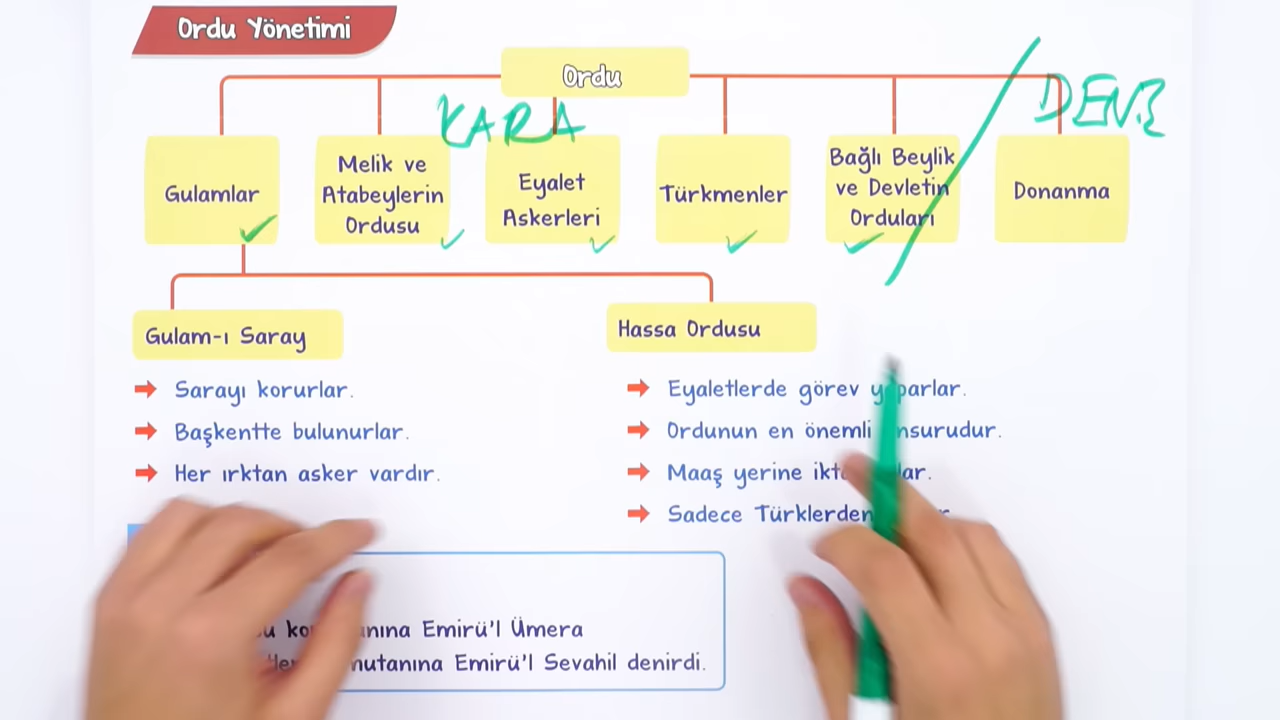 Ordu Yönetimi
Ordu
KARA
DENİZ
Gulamlar
Melik ve
Atabeylerin
Ordusu
Eyalet
Askerleri
Türkmenler
Bağlı Beylik
ve Devletin
Orduları
Donanma
Gulam-ı Saray
Sarayı korurlar.
Başkentte bulunurlar.
Her ırktan asker vardır.
Hassa Ordusu
Eyaletlerde görev yaparlar.
Ordunun en önemli unsurudur.
Maaş yerine
Sadece Türklerden
Emirü'l Ümera
Emirü'l Sevahil denirdi.